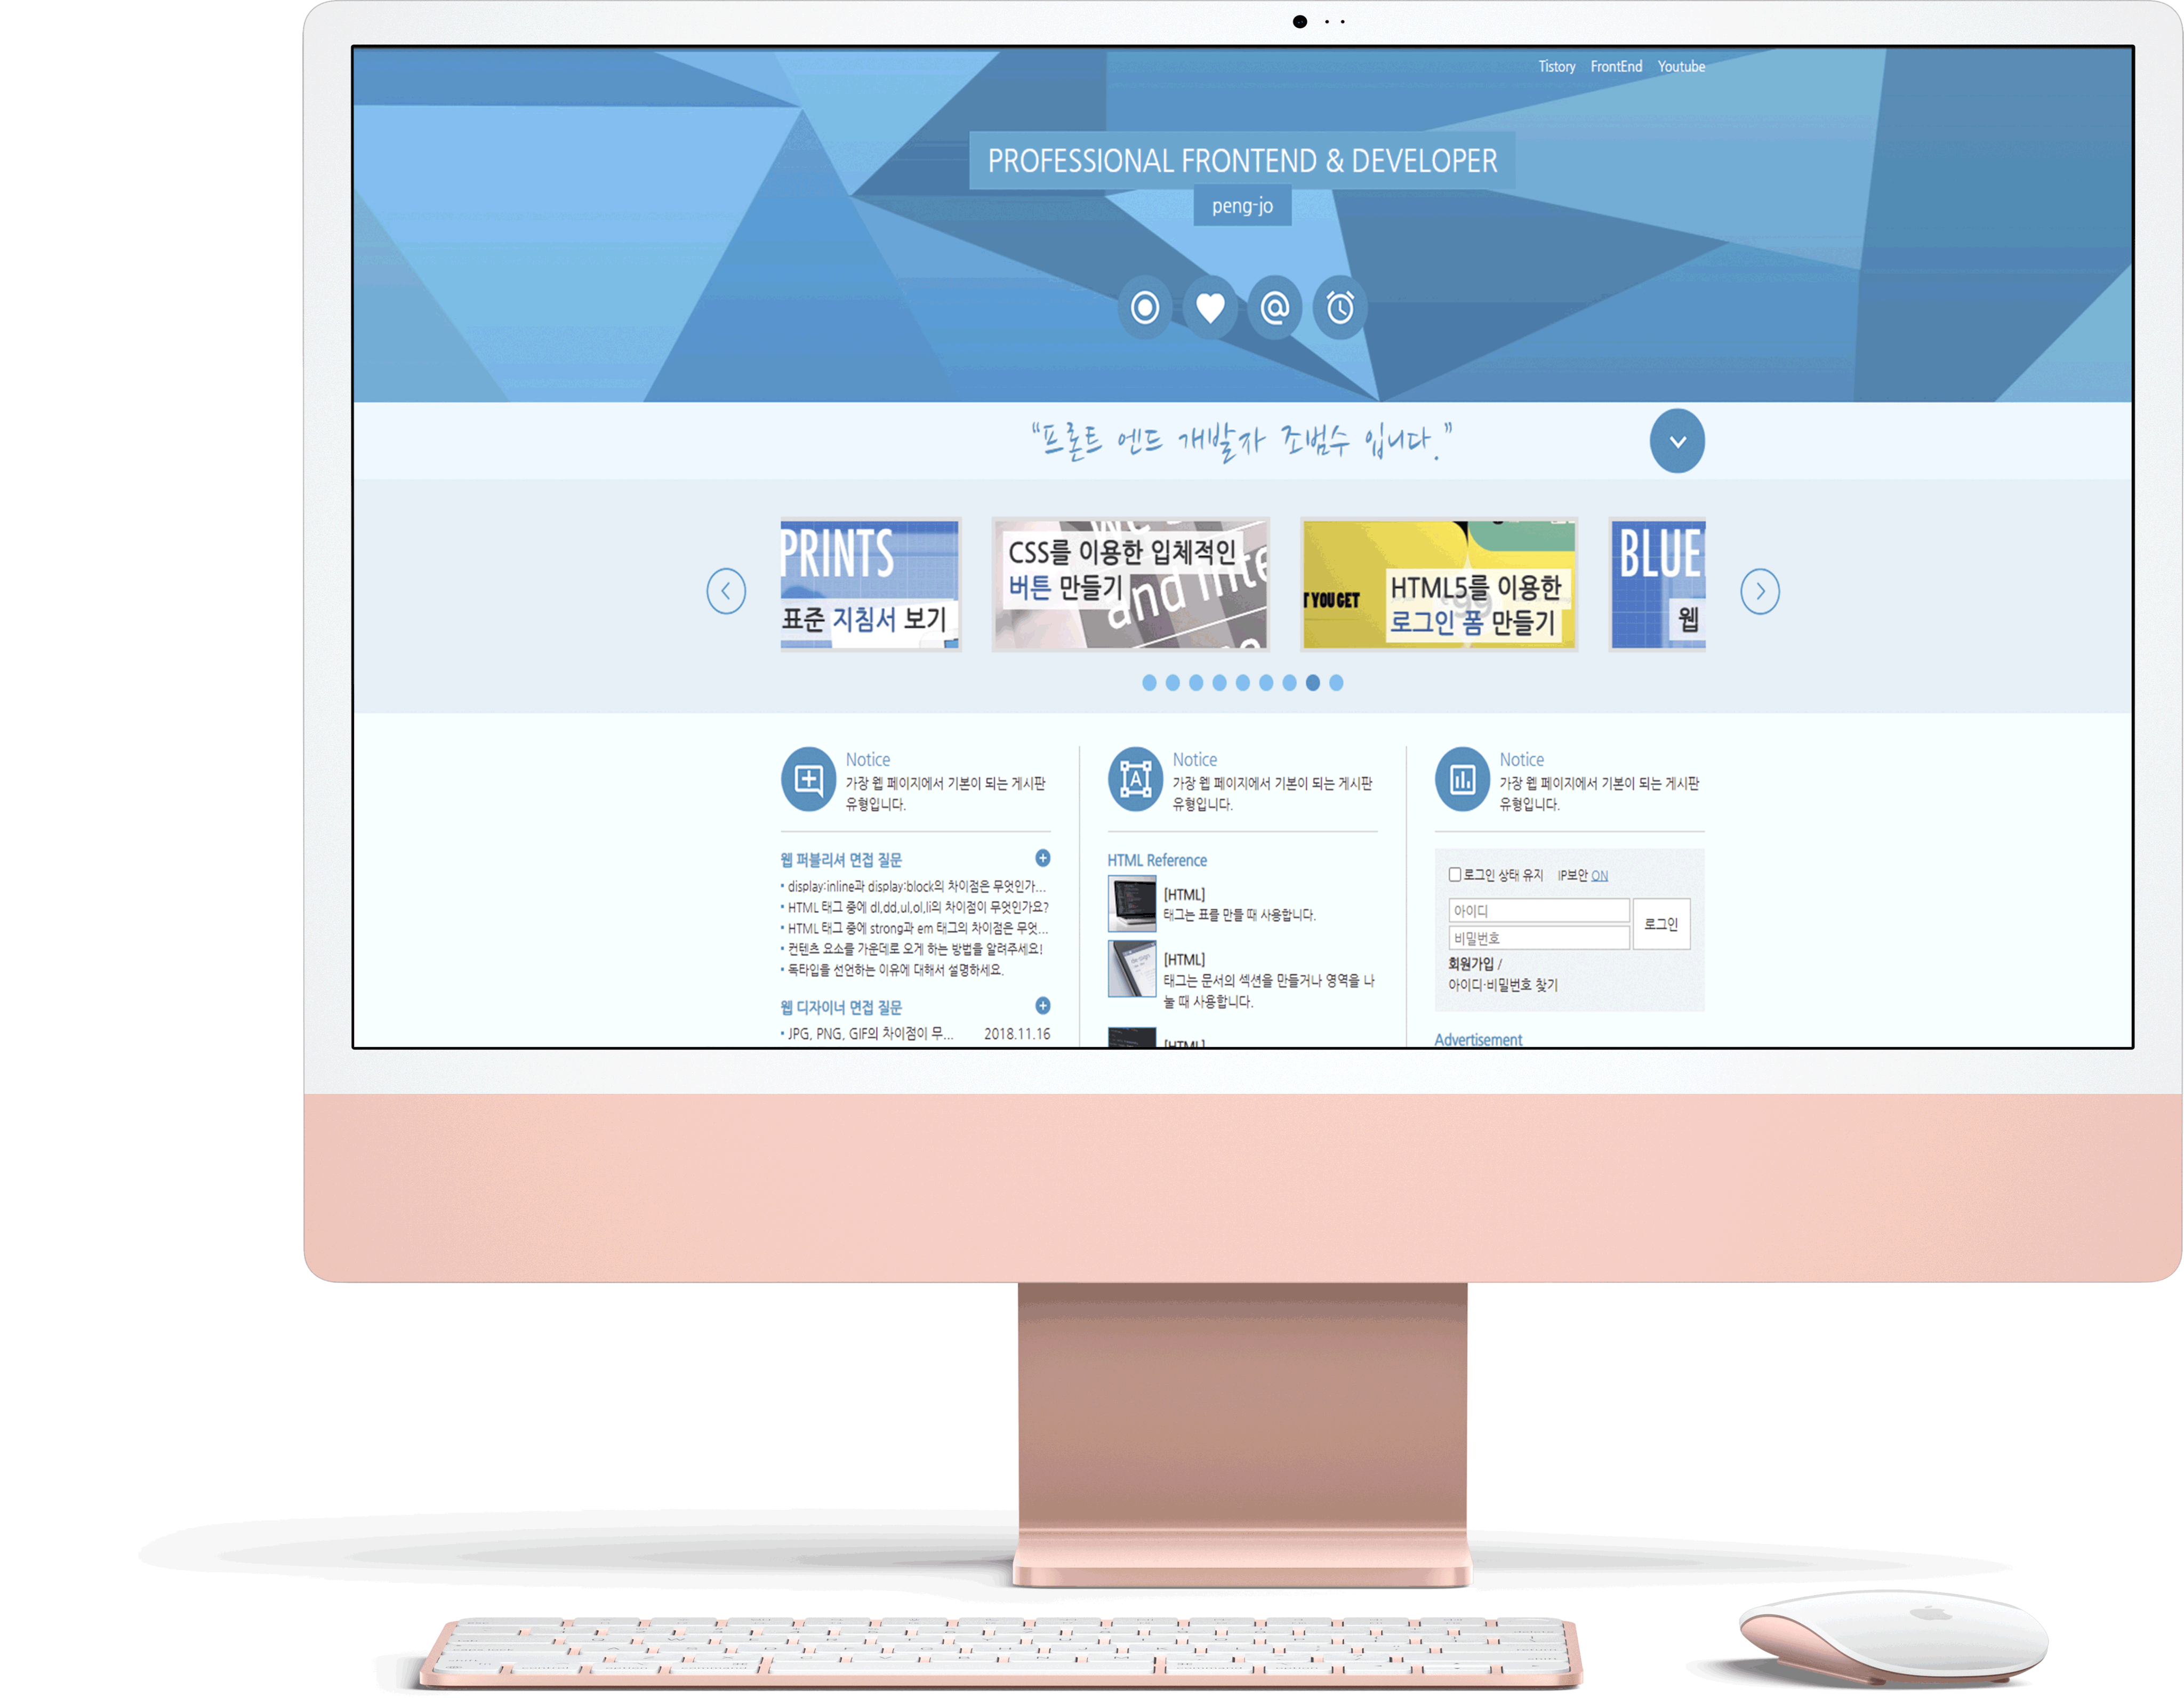 Tistory FrontEnd Youtube
PROFESSIONAL FRONTEND & DEVELOPER
peng-jo
“프론트 엔드 개발자 조범수 입니다.”
PRINTS
표준 지침서 보기
CSS를 이용한 입체적인
버튼 만들기
and inte
T YOU GET
HTML5를 이용한
로그인 폼 만들기
BLUE
웹
Notice
가장 웹 페이지에서 기본이 되는 게시판
유형입니다.
웹 퍼블리셔 면접 질문
• display:inline과 display:block의 차이점은 무엇인가...
• HTML 태그 중에 dl,dd,ul,ol,li의 차이점이 무엇인가요?
• HTML 태그 중에 strong과 em 태그의 차이점은 무엇...
• 컨텐츠 요소를 가운데로 오게 하는 방법을 알려주세요!
• 독타입을 선언하는 이유에 대해서 설명하세요.
웹 디자이너 면접 질문
• JPG, PNG, GIF의 차이점이 무... 2018.11.16
Notice
가장 웹 페이지에서 기본이 되는 게시판
유형입니다.
HTML Reference
[HTML]
태그는 표를 만들 때 사용합니다.
[HTML]
태그는 문서의 섹션을 만들거나 영역을 나
눌 때 사용합니다.
[HTML]
Notice
가장 웹 페이지에서 기본이 되는 게시판
유형입니다.
로그인 상태 유지 IP보안 ON
아이디
비밀번호
로그인
회원가입 /
아이디·비밀번호 찾기
Advertisement